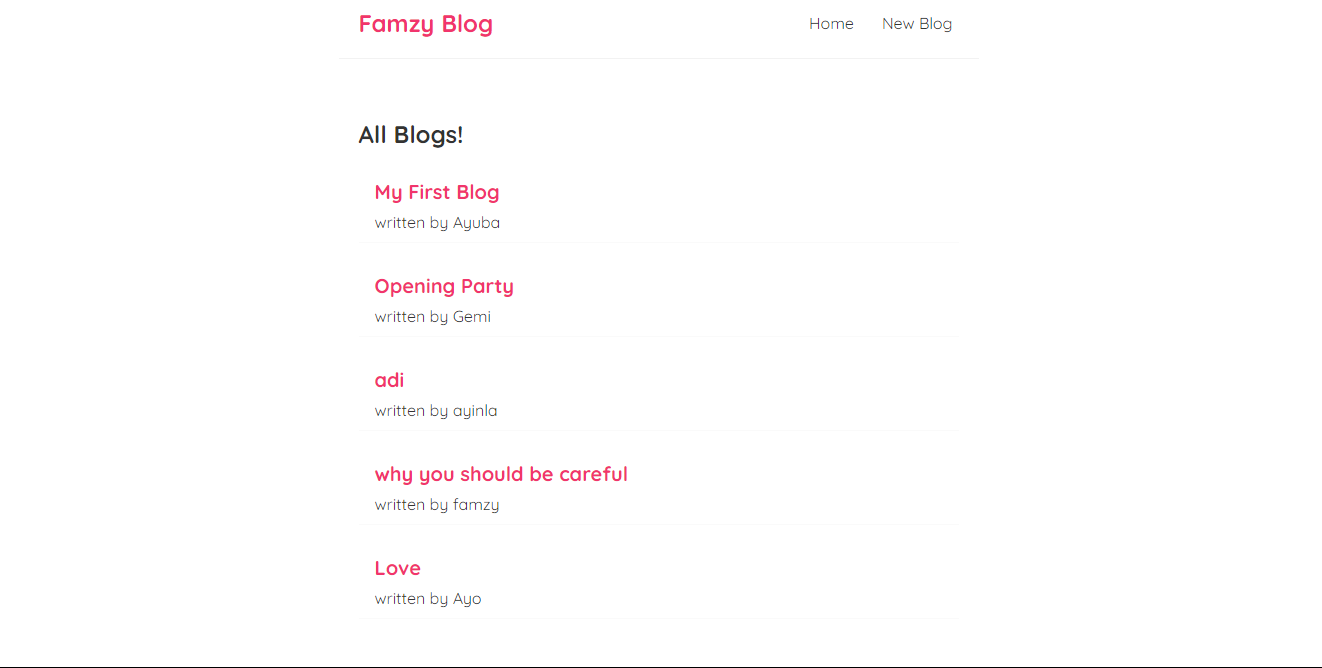 Famzy Blog
Home New Blog
All Blogs!
My First Blog
written by Ayuba
Opening Party
written by Gemi
adi
written by ayinla
why you should be careful
written by famzy
Love
written by Ayo